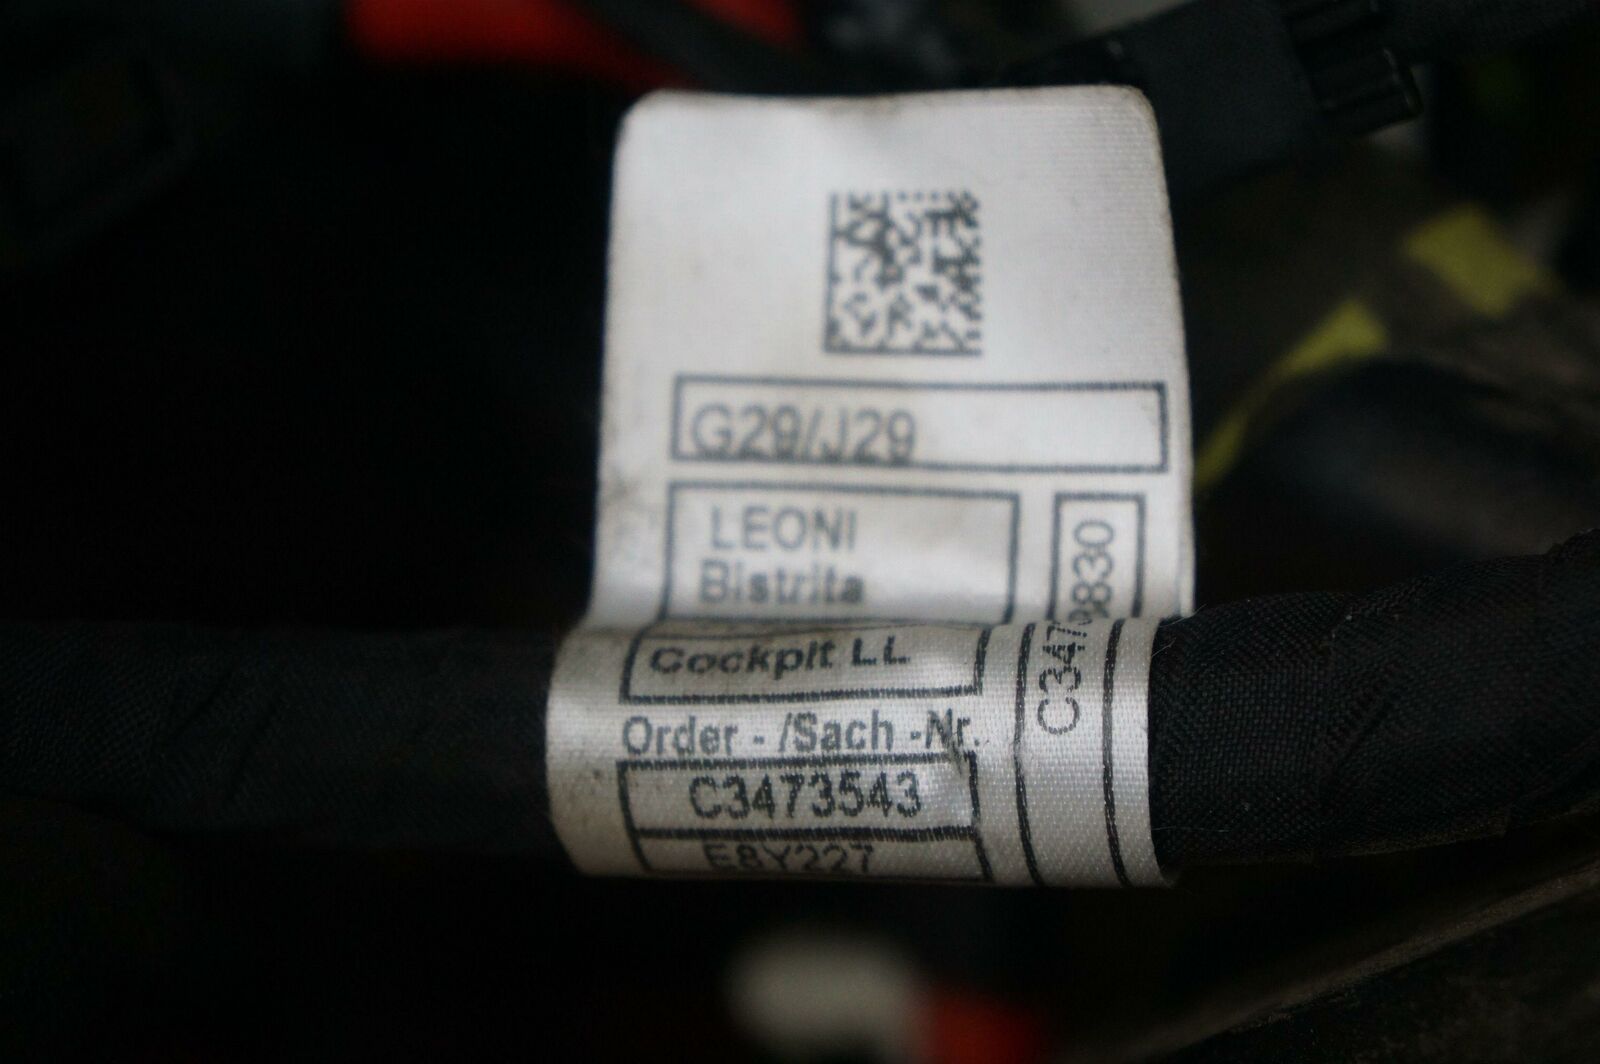 G29/J29
LEONI
Bistrita
Cockpit LL
Order - /Sach -Nr.
C3473543
E8Y227